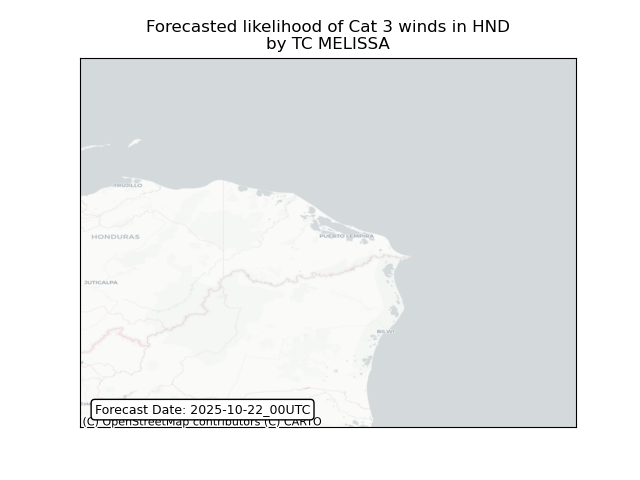 Forecasted likelihood of Cat 3 winds in HND
by TC MELISSA
TRUJILLO
PUERTO LEMPIRA
HONDURAS
JUTICALPA
BILWI
Forecast Date: 2025-10-22_00UTC
(C) OpenStreetMap contributors (C) CARTO